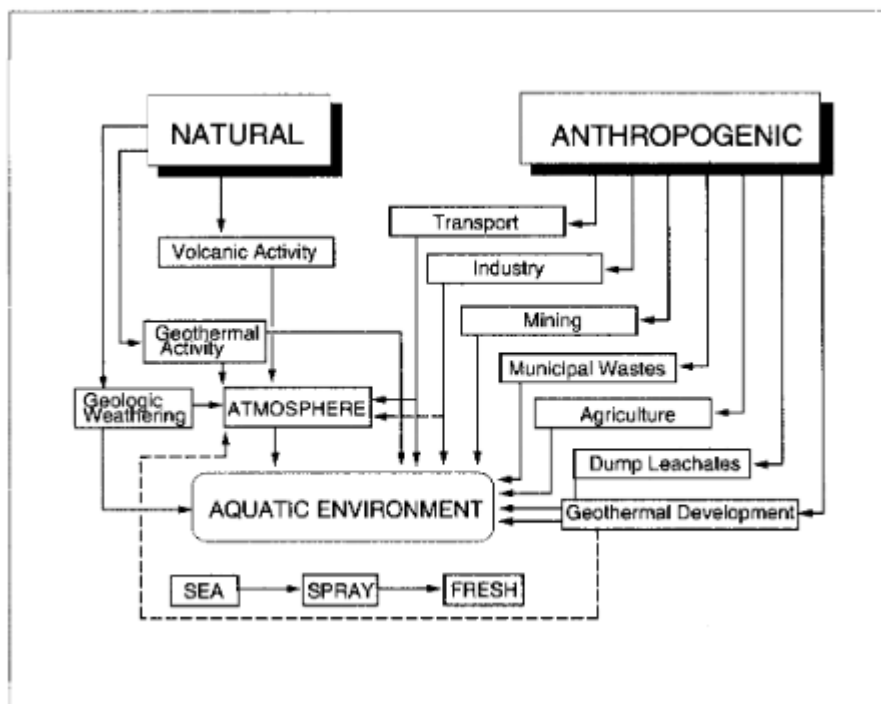 NATURAL
ANTHROPOGENIC
Transport
Volcanic Activity
Industry
Mining
Geothermal
Activity
Municipal Wastes
Geologic
Weathering
ATMOSPHERE
Agriculture
Dump Leachates
AQUATIC ENVIRONMENT
Geothermal Development
SEA
SPRAY
FRESH